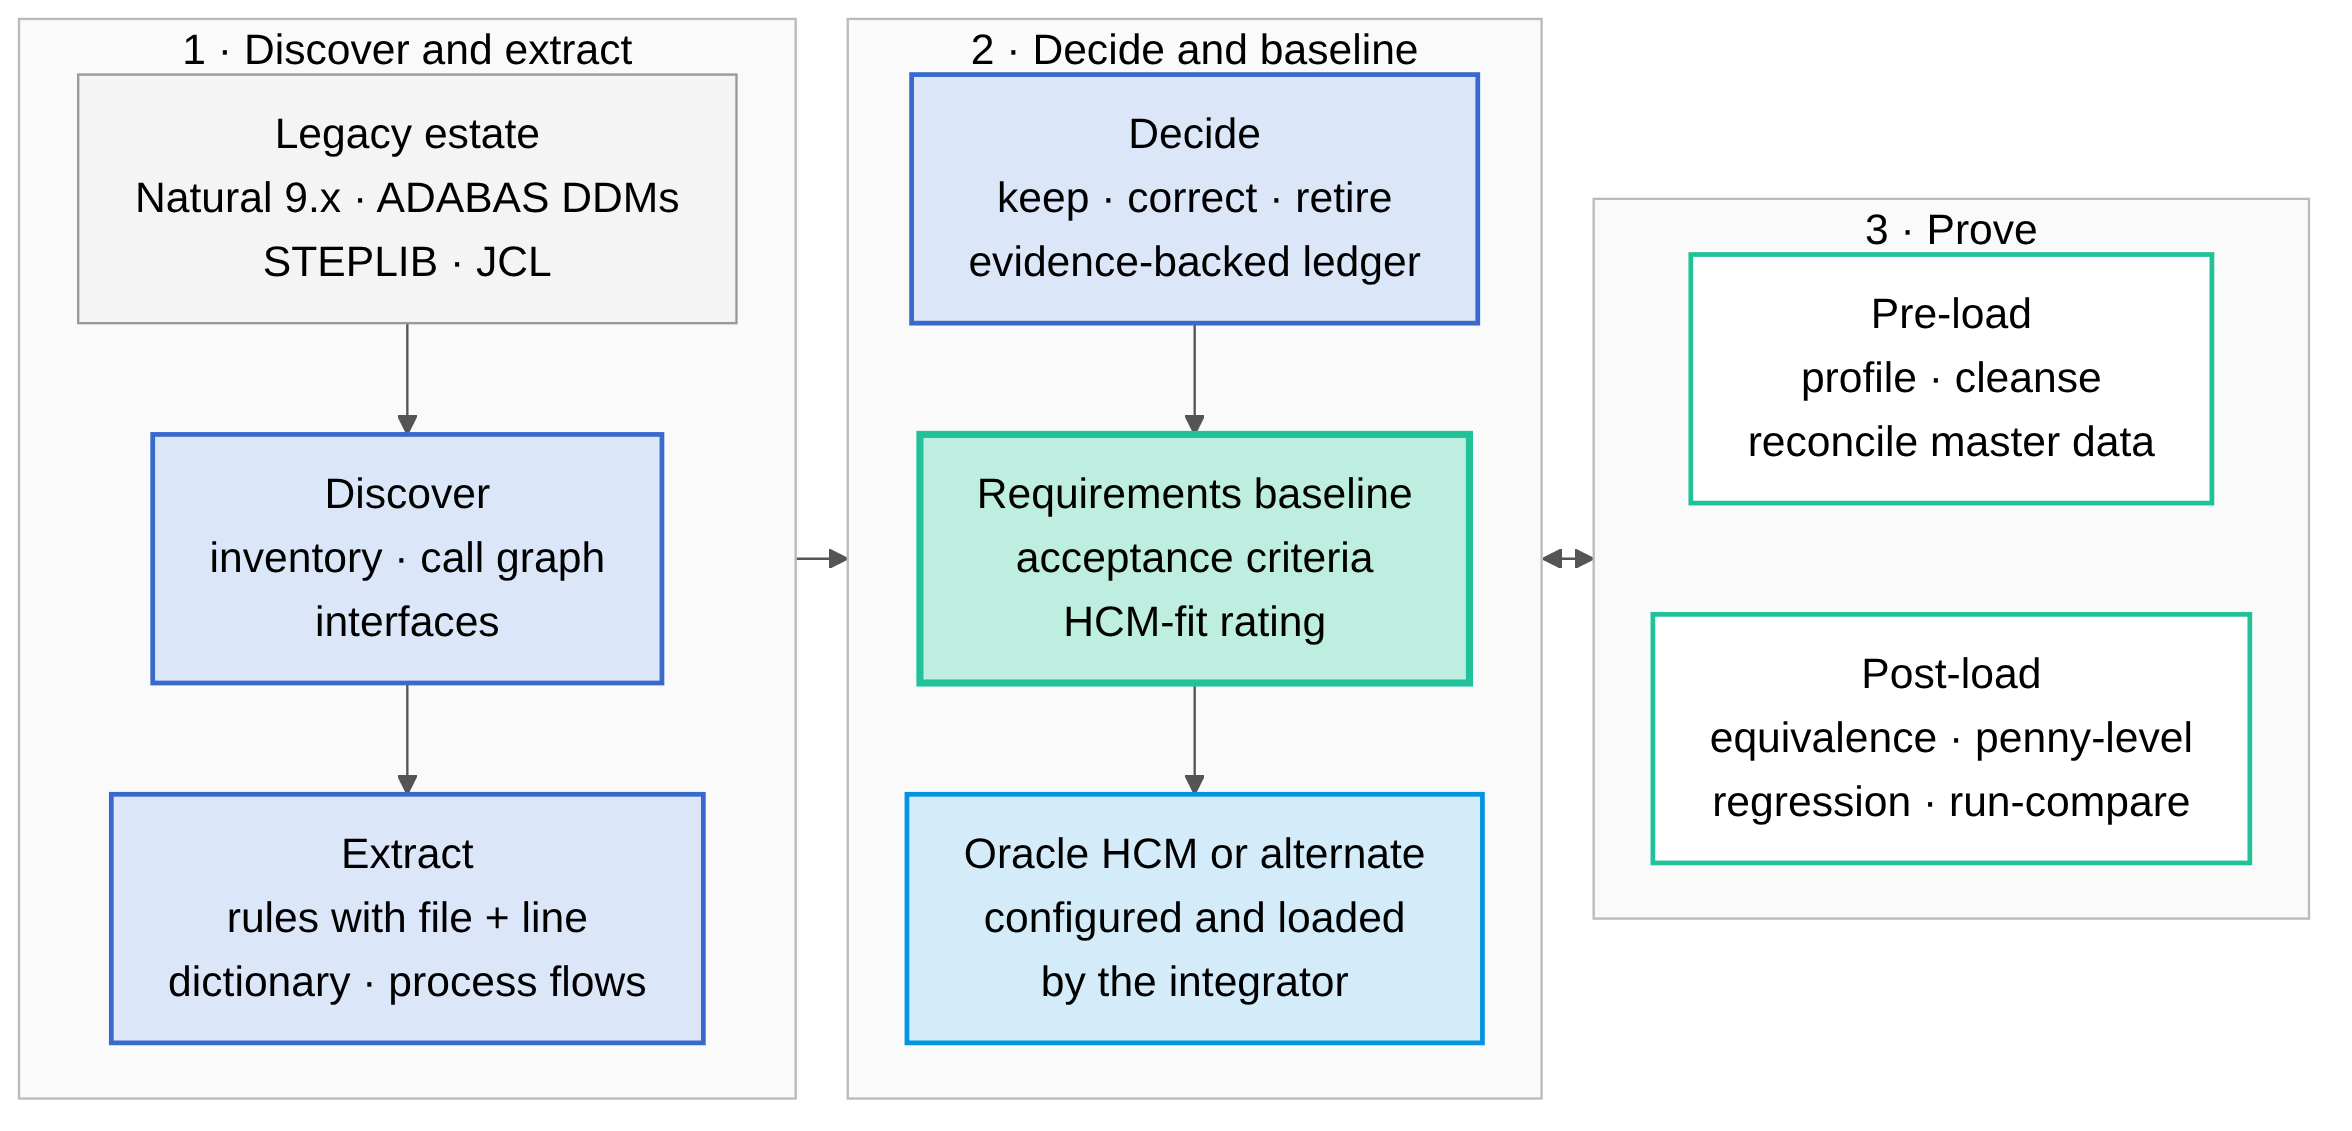 1 · Discover and extract
Legacy estate
Natural 9.x · ADABAS DDMs
STEPLIB · JCL
Discover
inventory · call graph
interfaces
Extract
rules with file + line
dictionary · process flows
2 · Decide and baseline
Decide
keep · correct · retire
evidence-backed ledger
Requirements baseline
acceptance criteria
HCM-fit rating
Oracle HCM or alternate
configured and loaded
by the integrator
3 · Prove
Pre-load
profile · cleanse
reconcile master data
Post-load
equivalence · penny-level
regression · run-compare